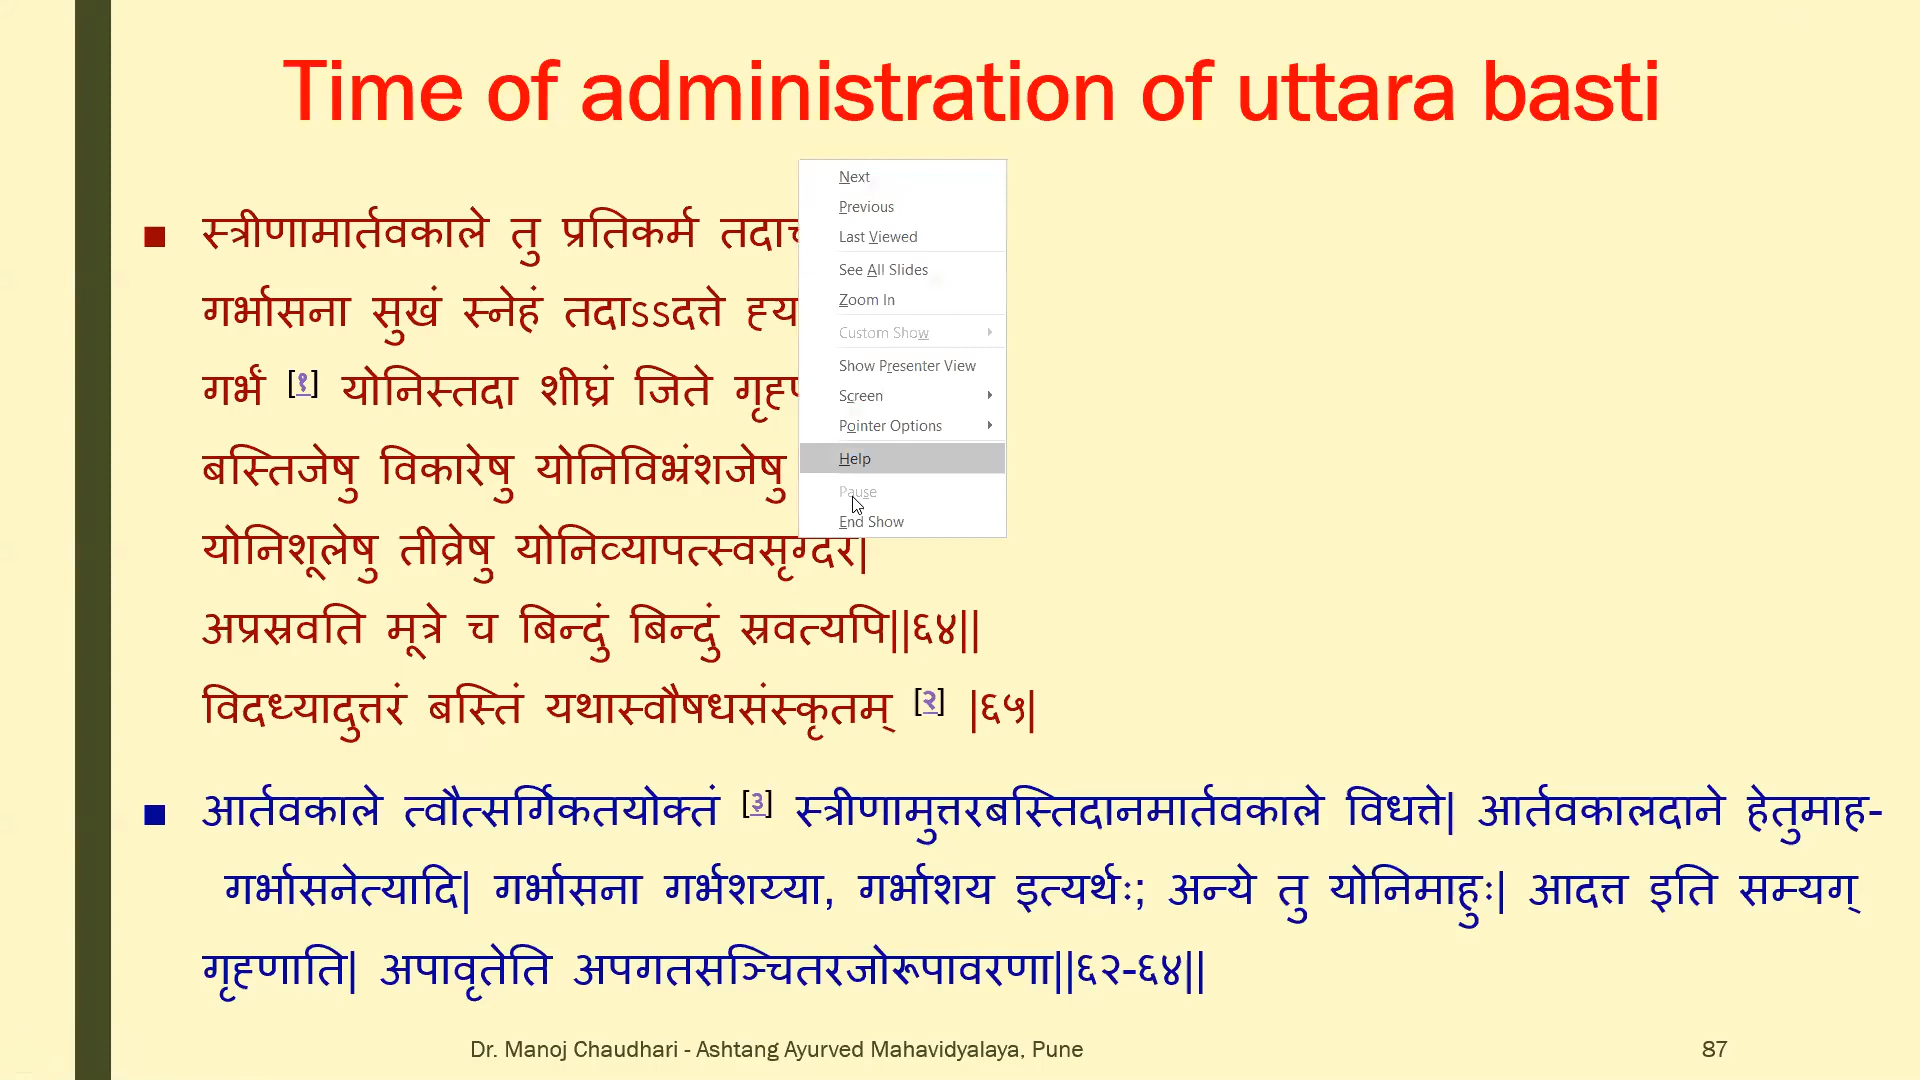 Time of administration of uttara basti
स्त्रीणामार्तवकाले तु प्रतिकर्म
गर्भासना सुखं स्नेहं तदाऽऽदत्ते
गर्भं [१] योनिस्तदा शीघ्रं जिते
बस्तिजेषु विकारेषु योनिविभ्रंशजेषु
योनिशूलेषु तीव्रेषु योनिव्यापत्स्वसृग्दरे|
अप्रस्रवति मूत्रे च बिन्दुं बिन्दुं स्रवत्यपि||६४||
विदध्यादुत्तरं बस्तिं यथास्वौषधसंस्कृतम् [२] |६५|
Next
Previous
Last Viewed
See All Slides
Zoom In
Custom Show
Show Presenter View
Screen
Pointer Options
Help
Pause
End Show
आर्तवकाले त्वौत्सर्गिकतयोक्तं [३] स्त्रीणामुत्तरबस्तिदानमार्तवकाले विधत्ते| आर्तवकालदाने हेतुमाह-
गर्भासनेत्यादि| गर्भासना गर्भशय्या, गर्भाशय इत्यर्थः; अन्ये तु योनिमाहुः| आदत्त इति सम्यग्
गृह्णाति| अपावृतेति अपगतसञ्चितरजोरूपावरणा||६२-६४||
Dr. Manoj Chaudhari - Ashtang Ayurved Mahavidyalaya, Pune
87